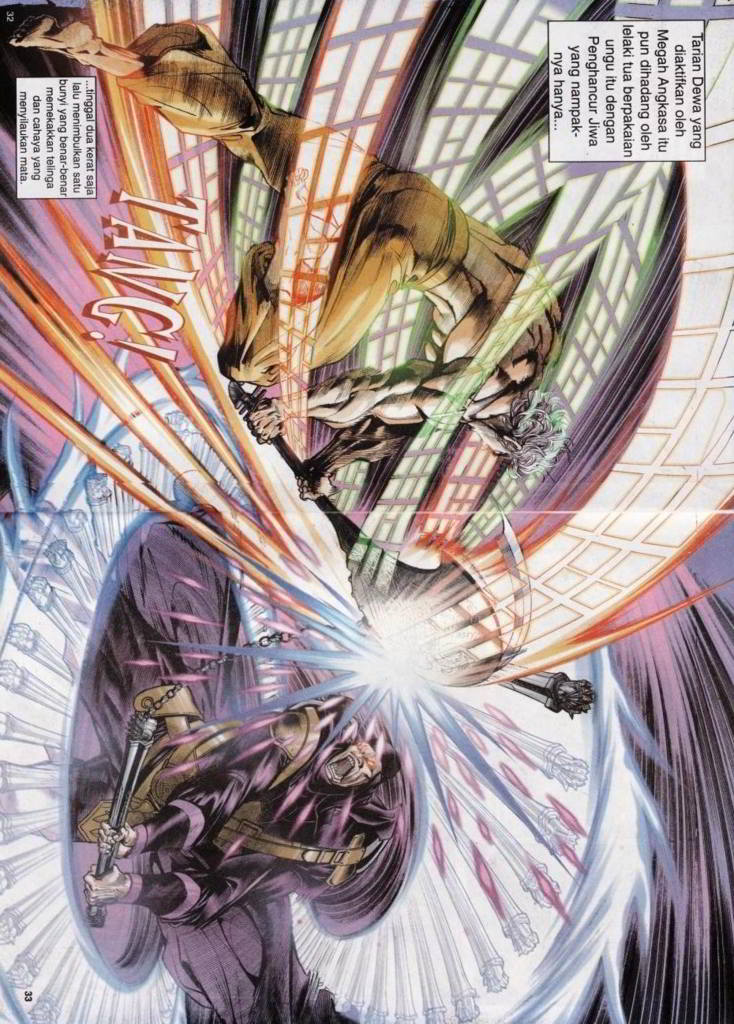 Tarian Dewa yang
diaktifkan oleh
Megah Angkasa itu
pun dihadang oleh
lelaki tua berpakaian
ungu itu dengan
Penghancur Jiwa
yang nampak-
nya hanya...
...tinggal dua kerat saja
lalu menimbulkan satu
bunyi yang benar-benar
memekakkan telinga
dan cahaya yang
menyilaukan mata.
TANG!
32
33